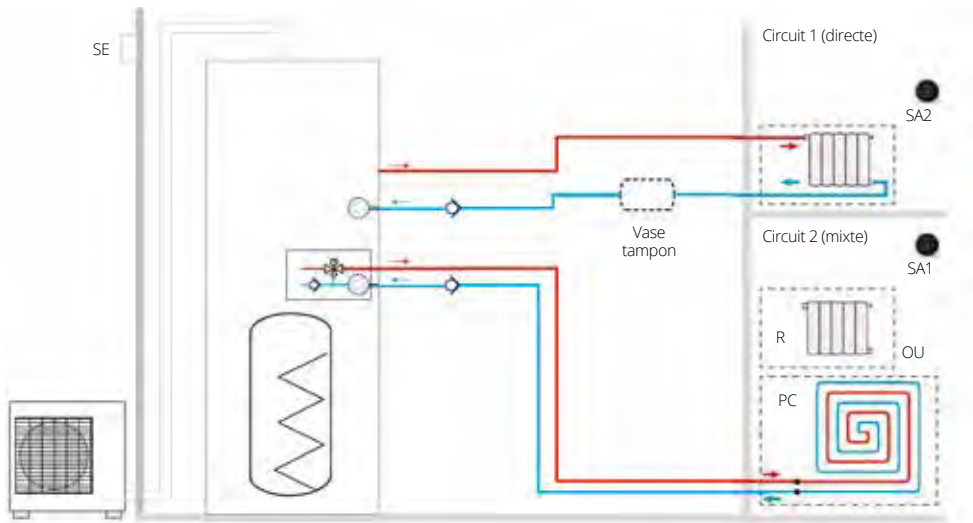 SE
Circuit 1 (directe)
SA2
Vase
tampon
Circuit 2 (mixte)
SA1
R
OU
PC